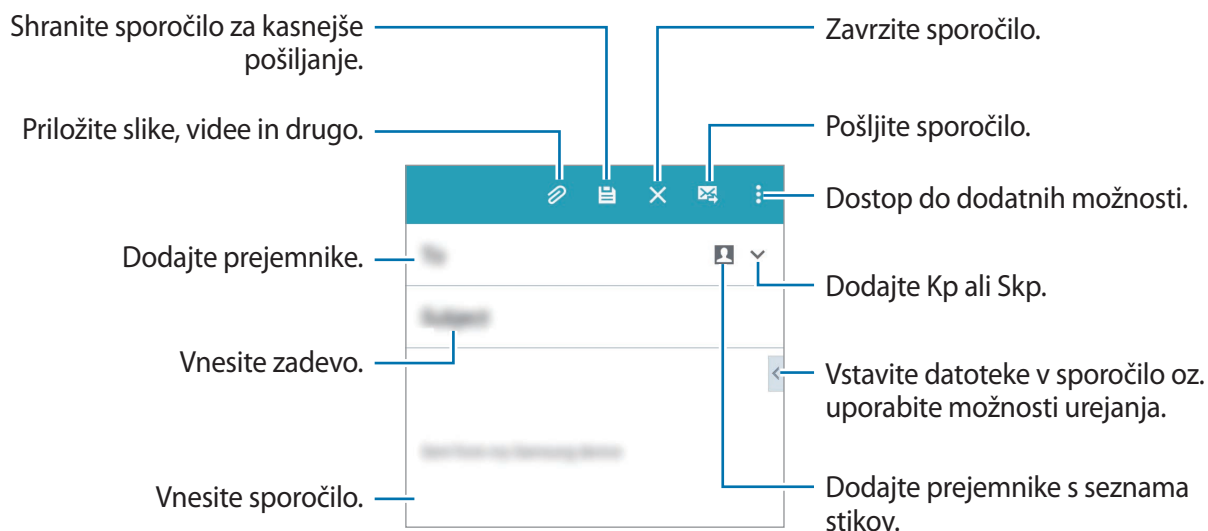 Shranite sporočilo za kasnejše
pošiljanje.
Priložite slike, videe in drugo.
Dodajte prejemnike.
Vnesite zadevo.
Vnesite sporočilo.
Zavrzite sporočilo.
Pošljite sporočilo.
Dostop do dodatnih možnosti.
Dodajte Kp ali Skp.
Vstavite datoteke v sporočilo oz.
uporabite možnosti urejanja.
Dodajte prejemnike s seznama
stikov.